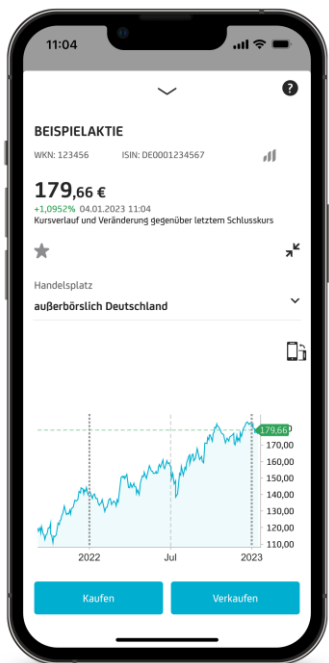 11:04
?
BEISPIELAKTIE
WKN: 123456 ISIN: DE0001234567
179,66 €
+1,0952% 04.01.2023 11:04
Kursverlauf und Veränderung gegenüber letztem Schlusskurs
Handelsplatz
außerbörslich Deutschland
179,66
170,00
160,00
150,00
140,00
130,00
120,00
110,00
2022 Jul 2023
Kaufen Verkaufen